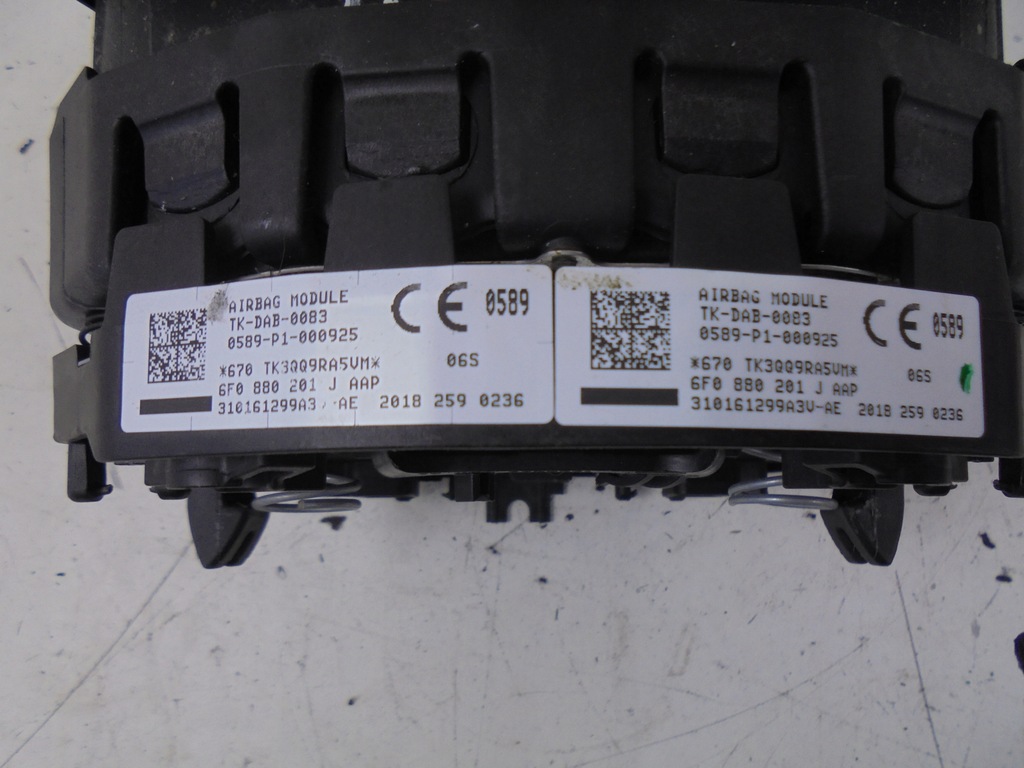 AIRBAG MODULE
TK-DAB-0083
0589-P1-000925
CE 0589
*670 TK3QQ9RA5VM* 06S
6F0 880 201 J AAP
310161299A3 -AE 2018 259 0236
AIRBAG MODULE
TK-DAB-0083
0589-P1-000925
CE 0589
*670 TK3QQ9RA5VM* 06S
6F0 880 201 J AAP
310161299A3V-AE 2018 259 0236